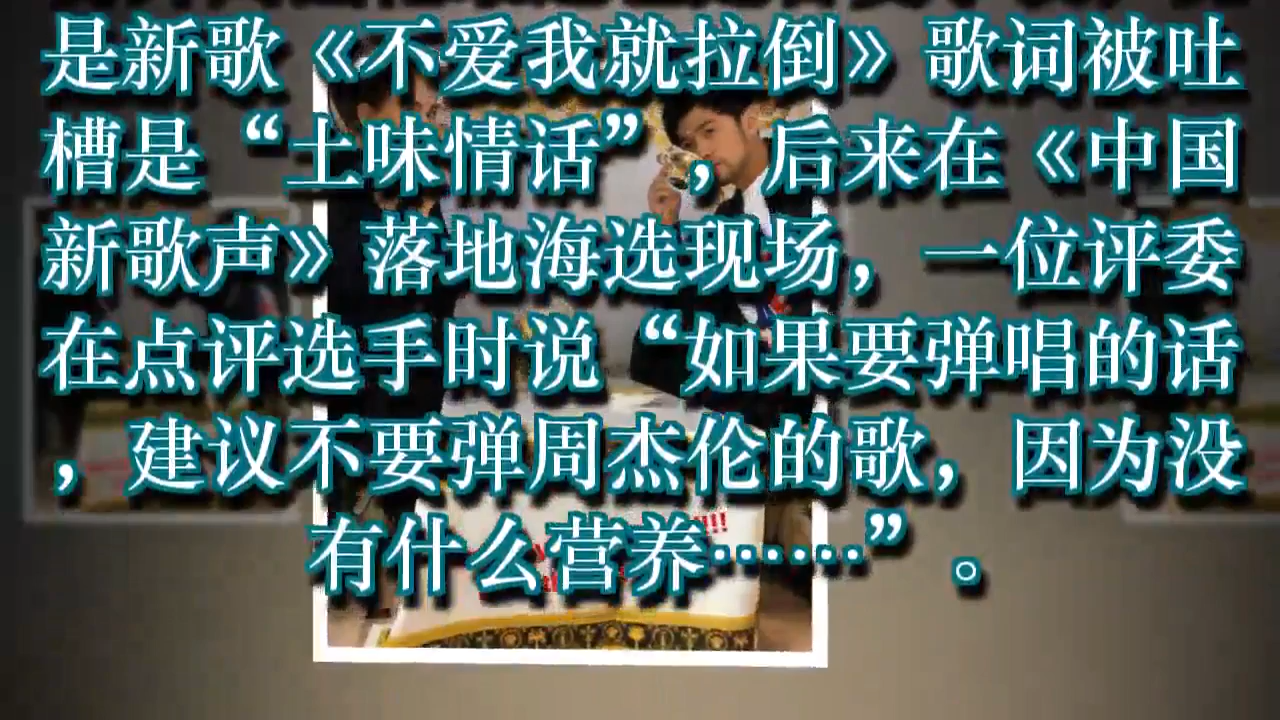 是新歌《不爱我就拉倒》歌词被吐
槽是“土味情话”，后来在《中国
新歌声》落地海选现场，一位评委
在点评选手时说“如果要弹唱的话
，建议不要弹周杰伦的歌，因为没
有什么营养……”。